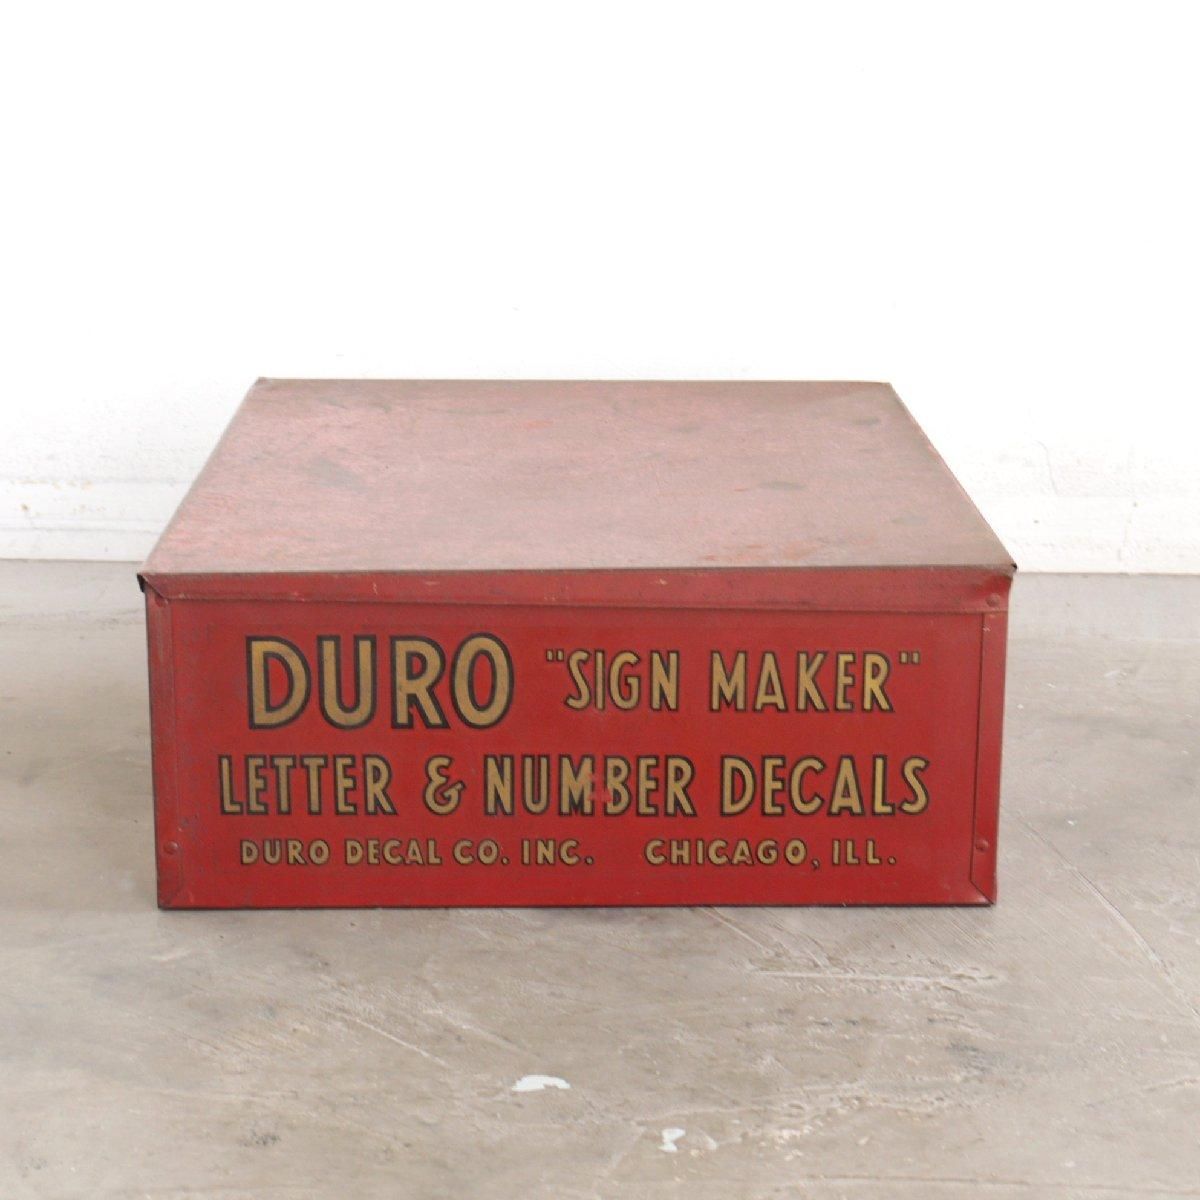 DURO "SIGN MAKER"
LETTER & NUMBER DECALS
DURO DECAL CO. INC. CHICAGO, ILL.